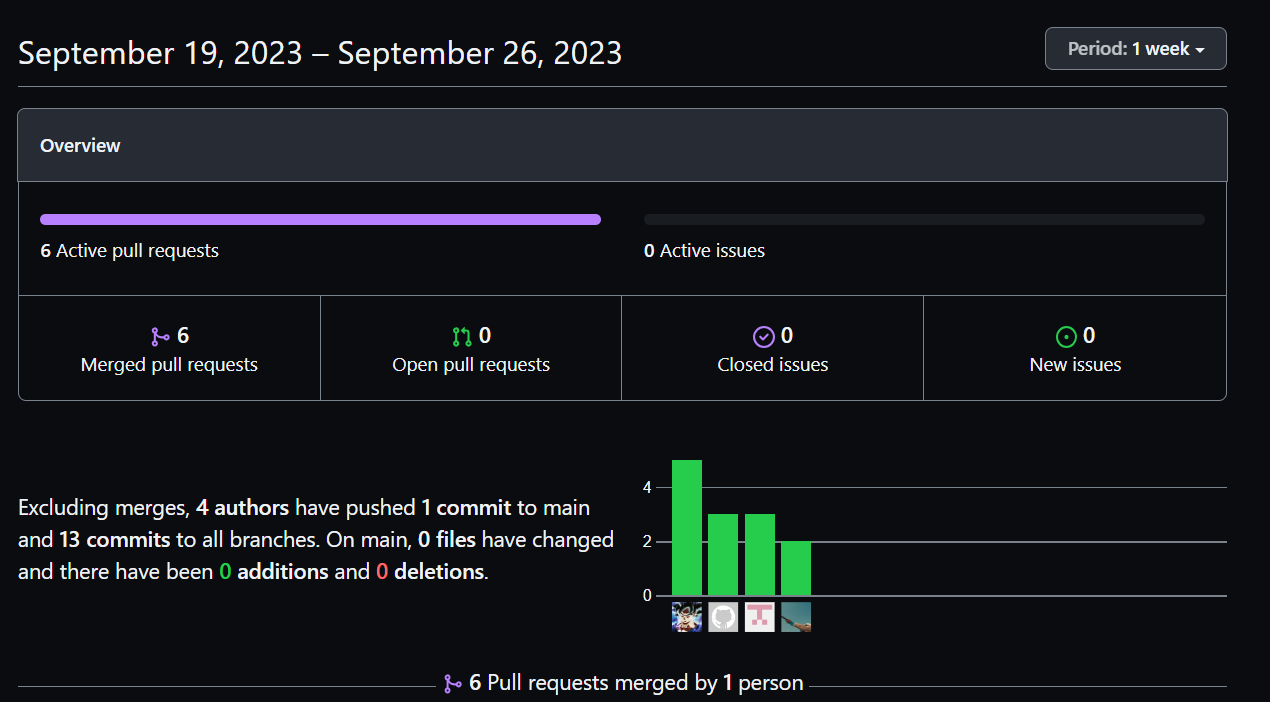 September 19, 2023 – September 26, 2023
Period: 1 week
Overview
6 Active pull requests
0 Active issues
6
Merged pull requests
0
Open pull requests
0
Closed issues
0
New issues
Excluding merges, 4 authors have pushed 1 commit to main
and 13 commits to all branches. On main, 0 files have changed
and there have been 0 additions and 0 deletions.
4
2
0
6 Pull requests merged by 1 person